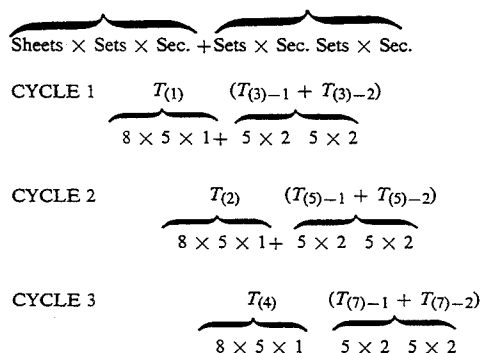 Sheets × Sets × Sec. + Sets × Sec. Sets × Sec.
CYCLE 1 T(1) (T(3)−1 + T(3)−2)
8 × 5 × 1 + 5 × 2 5 × 2
CYCLE 2 T(2) (T(5)−1 + T(5)−2)
8 × 5 × 1 + 5 × 2 5 × 2
CYCLE 3 T(4) (T(7)−1 + T(7)−2)
8 × 5 × 1 5 × 2 5 × 2